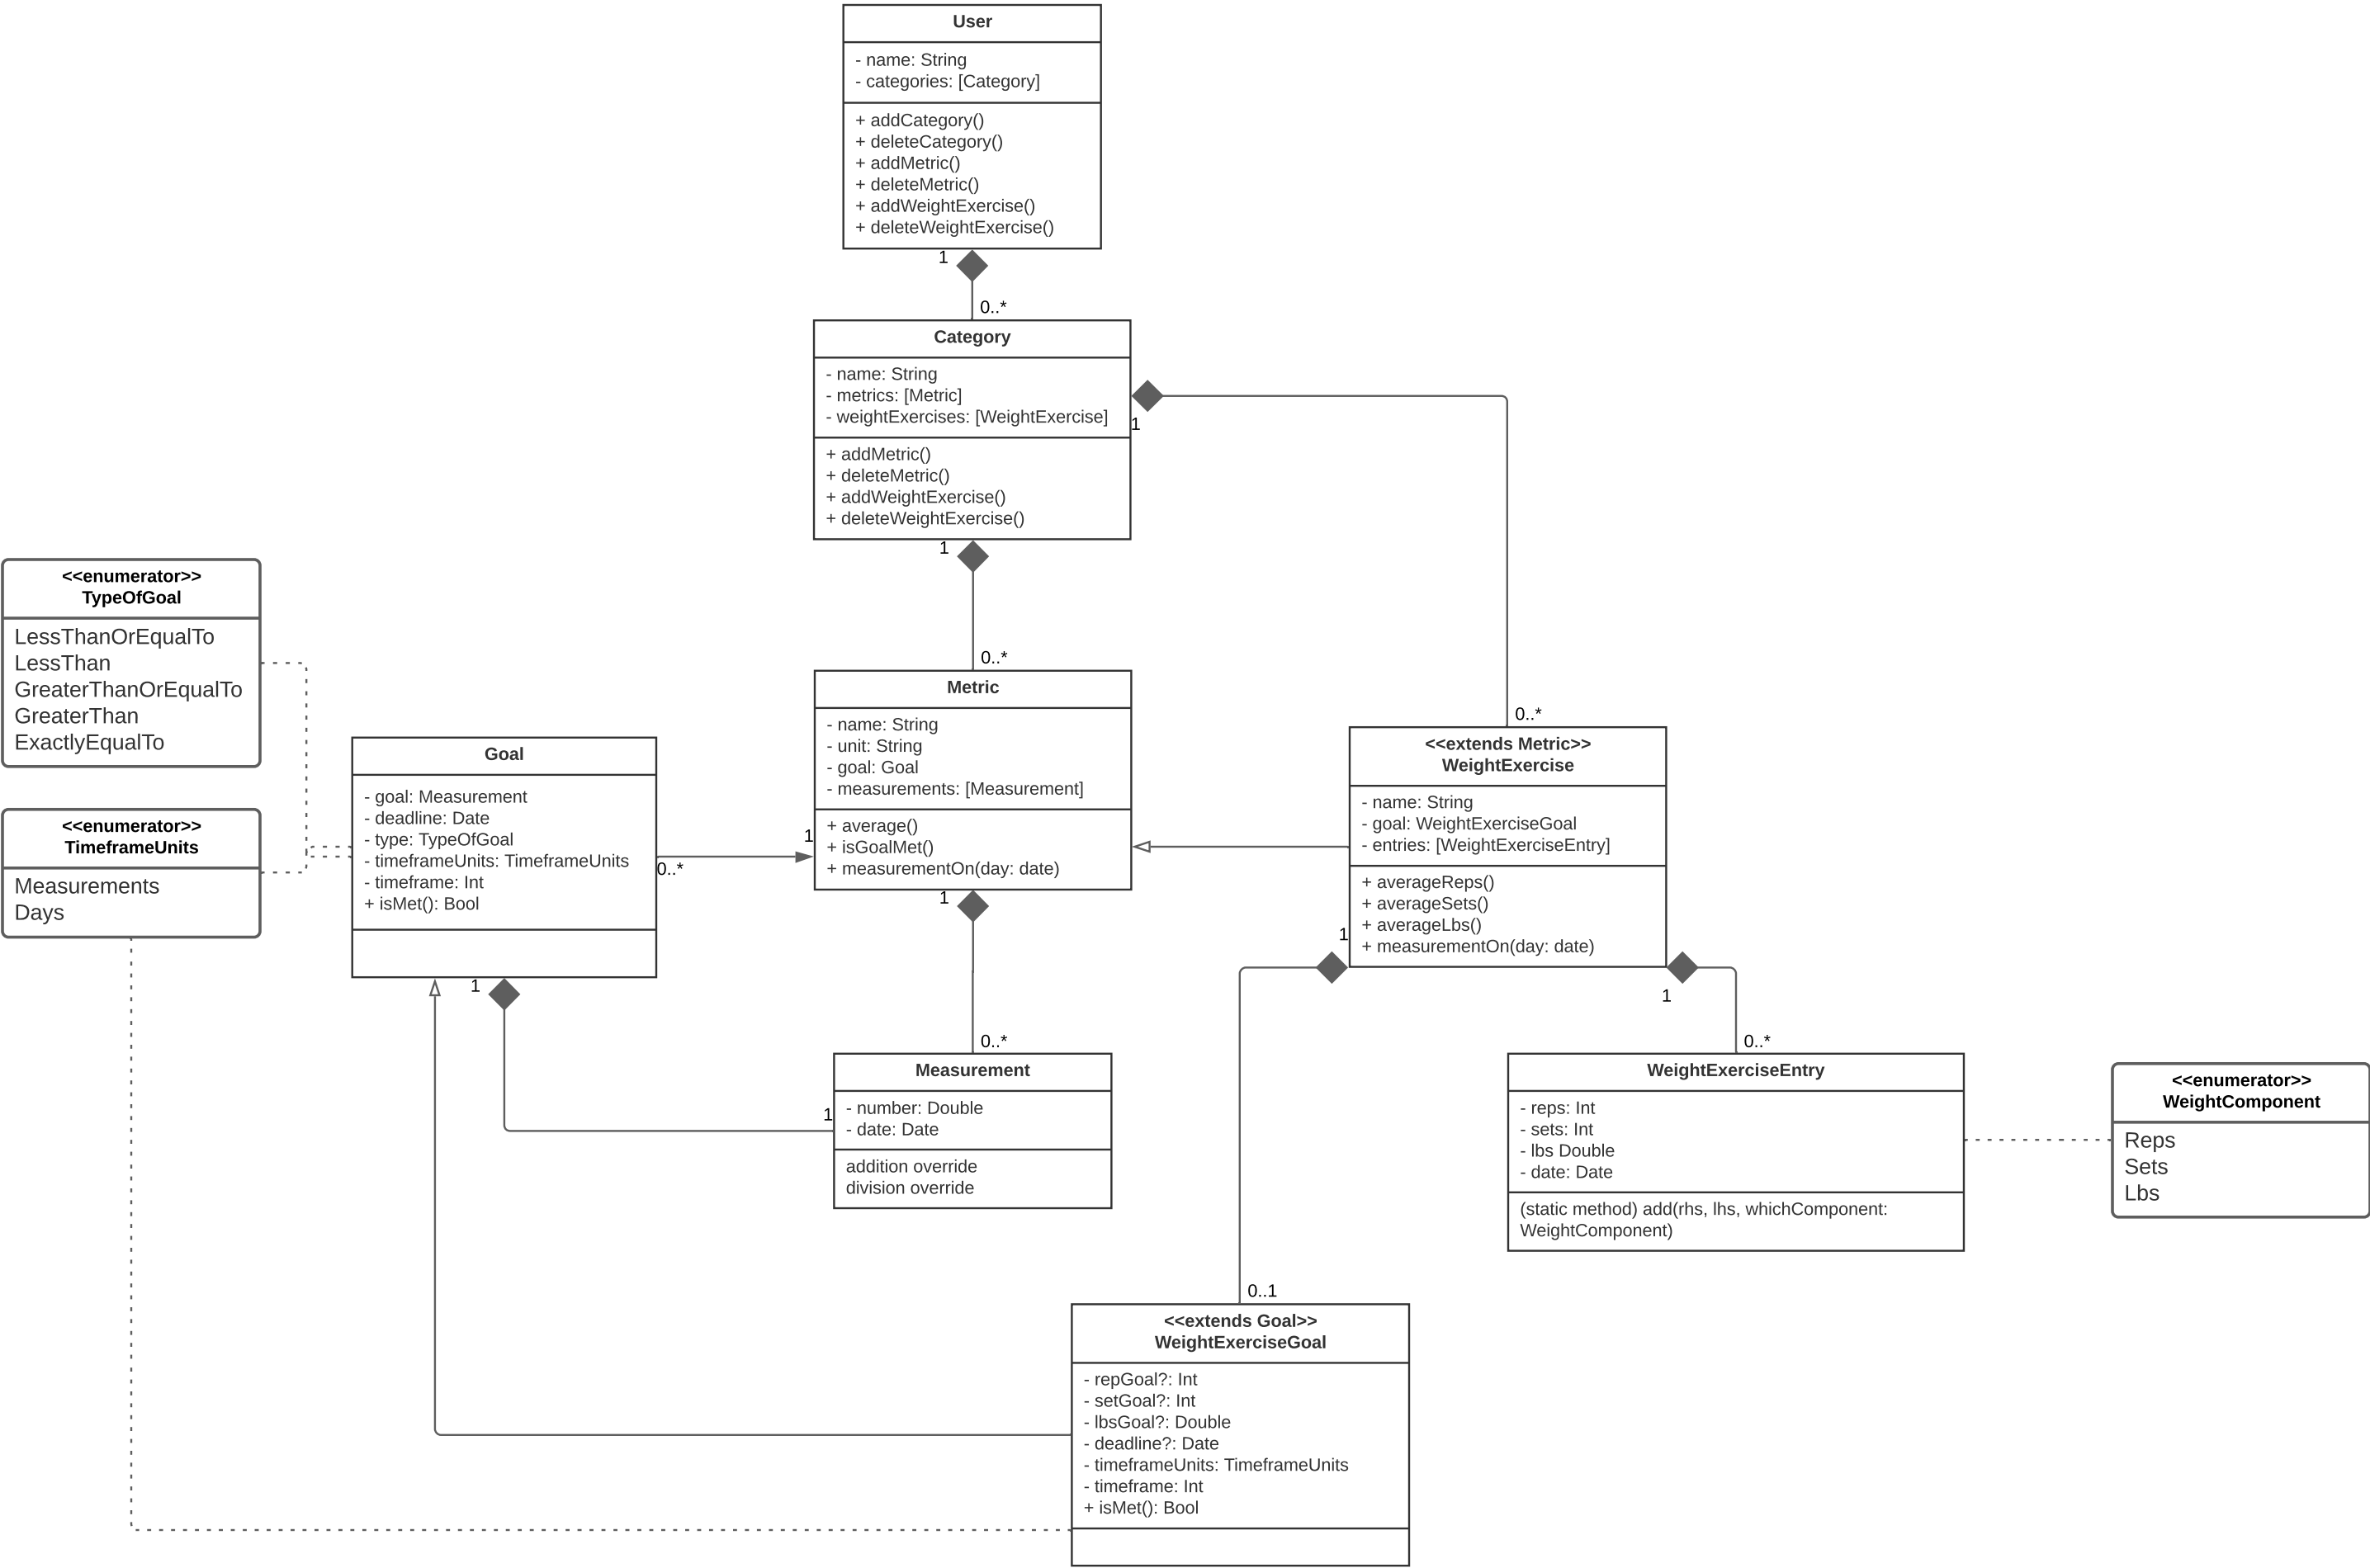 User
- name: String
- categories: [Category]
+ addCategory()
+ deleteCategory()
+ addMetric()
+ deleteMetric()
+ addWeightExercise()
+ deleteWeightExercise()
1
0..*
Category
- name: String
- metrics: [Metric]
- weightExercises: [WeightExercise]
+ addMetric()
+ deleteMetric()
+ addWeightExercise()
+ deleteWeightExercise()
1
1
0..*
0..*
<<enumerator>>
TypeOfGoal
LessThanOrEqualTo
LessThan
GreaterThanOrEqualTo
GreaterThan
ExactlyEqualTo
<<enumerator>>
TimeframeUnits
Measurements
Days
Goal
- goal: Measurement
- deadline: Date
- type: TypeOfGoal
- timeframeUnits: TimeframeUnits
- timeframe: Int
+ isMet(): Bool
0..*
1
1
1
Metric
- name: String
- unit: String
- goal: Goal
- measurements: [Measurement]
+ average()
+ isGoalMet()
+ measurementOn(day: date)
1
0..*
<<extends Metric>>
WeightExercise
- name: String
- goal: WeightExerciseGoal
- entries: [WeightExerciseEntry]
+ averageReps()
+ averageSets()
+ averageLbs()
+ measurementOn(day: date)
1
1
0..*
0..1
Measurement
- number: Double
- date: Date
addition override
division override
WeightExerciseEntry
- reps: Int
- sets: Int
- lbs Double
- date: Date
(static method) add(rhs, lhs, whichComponent:
WeightComponent)
<<enumerator>>
WeightComponent
Reps
Sets
Lbs
<<extends Goal>>
WeightExerciseGoal
- repGoal?: Int
- setGoal?: Int
- lbsGoal?: Double
- deadline?: Date
- timeframeUnits: TimeframeUnits
- timeframe: Int
+ isMet(): Bool